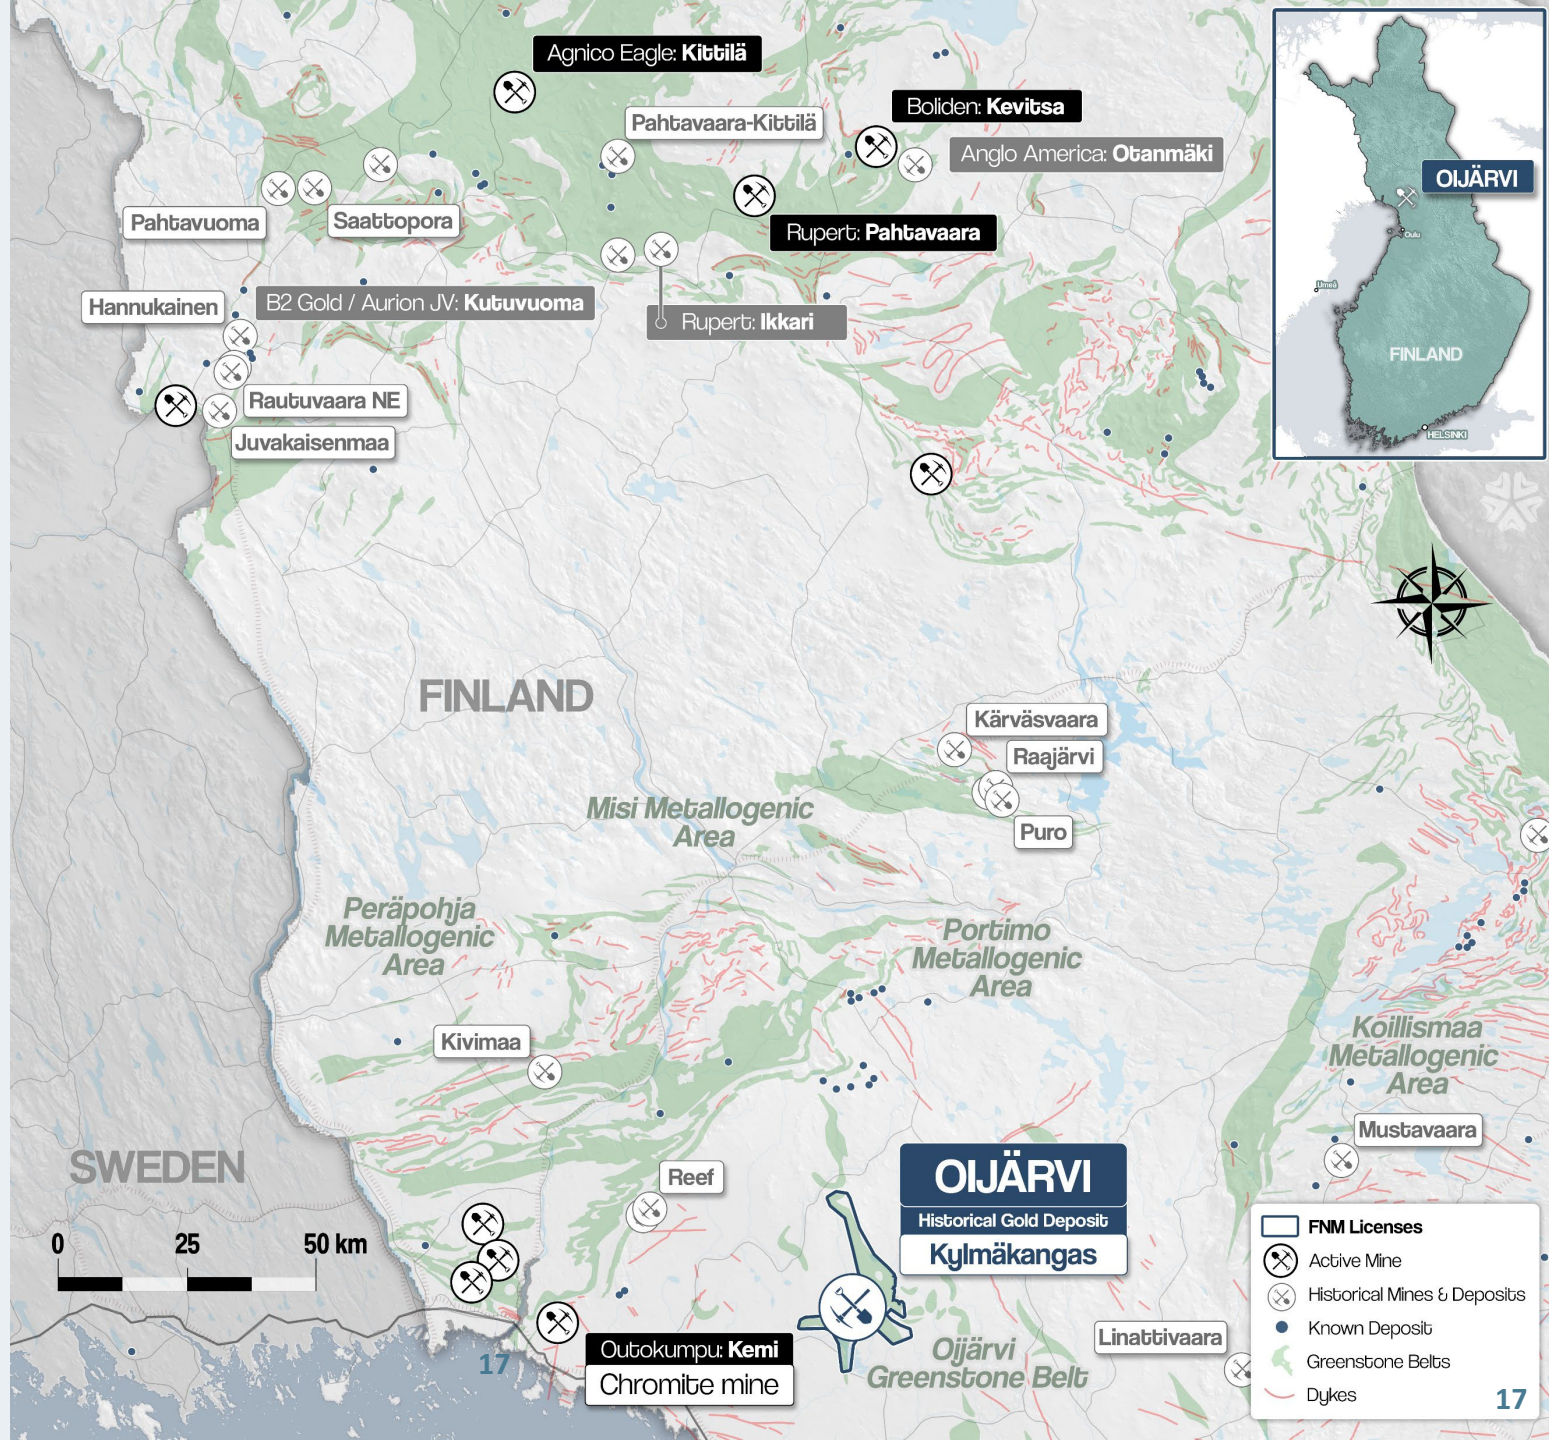 Agnico Eagle: Kittilä
Boliden: Kevitsa
Pahtavaara-Kittilä
Anglo America: Otanmäki
OIJÄRVI
Pahtavuoma
Saattopora
Rupert: Pahtavaara
Oulu
Umeå
Hannukainen
B2 Gold / Aurion JV: Kutuvuoma
Rupert: Ikkari
FINLAND
Rautuvaara NE
Juvakaisenmaa
HELSINKI
FINLAND
Kärväsvaara
Raajärvi
Misi Metallogenic
Area
Puro
Peräpohja
Metallogenic
Area
Portimo
Metallogenic
Area
Kivimaa
Koillismaa
Metallogenic
Area
Mustavaara
SWEDEN
Reef
OIJÄRVI
Historical Gold Deposit
Kylmäkangas
0 25 50 km
Outokumpu: Kemi
Chromite mine
17
Oijärvi
Greenstone Belt
Linattivaara
FNM Licenses
Active Mine
Historical Mines & Deposits
Known Deposit
Greenstone Belts
Dykes
17